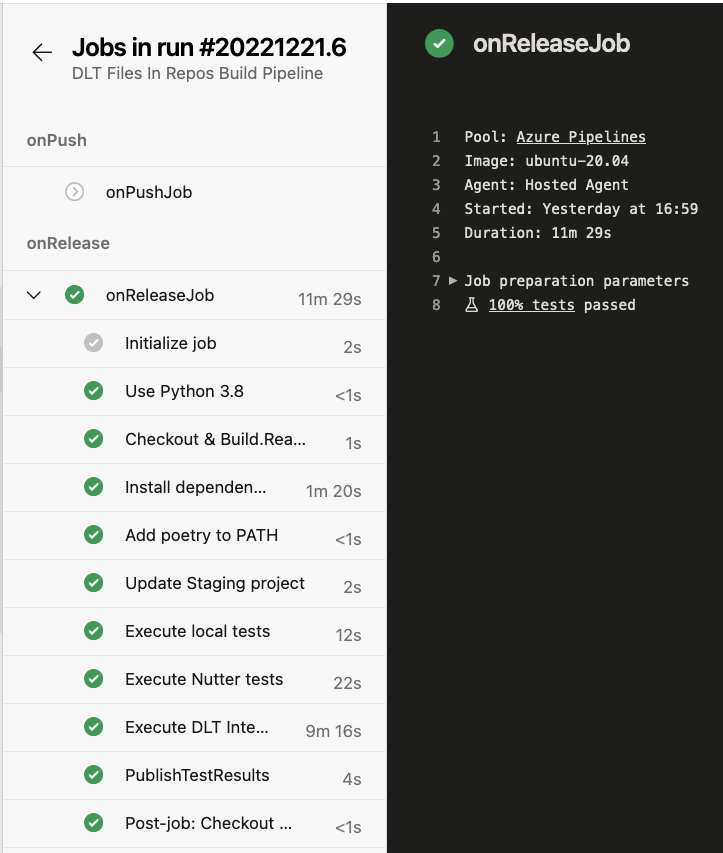 Jobs in run #20221221.6
DLT Files In Repos Build Pipeline
onPush
onPushJob
onRelease
onReleaseJob 11m 29s
Initialize job 2s
Use Python 3.8 <1s
Checkout & Build.Rea... 1s
Install dependen... 1m 20s
Add poetry to PATH <1s
Update Staging project 2s
Execute local tests 12s
Execute Nutter tests 22s
Execute DLT Inte... 9m 16s
PublishTestResults 4s
Post-job: Checkout ... <1s
onReleaseJob
1 Pool: Azure Pipelines
2 Image: ubuntu-20.04
3 Agent: Hosted Agent
4 Started: Yesterday at 16:59
5 Duration: 11m 29s
6
7 Job preparation parameters
8 100% tests passed